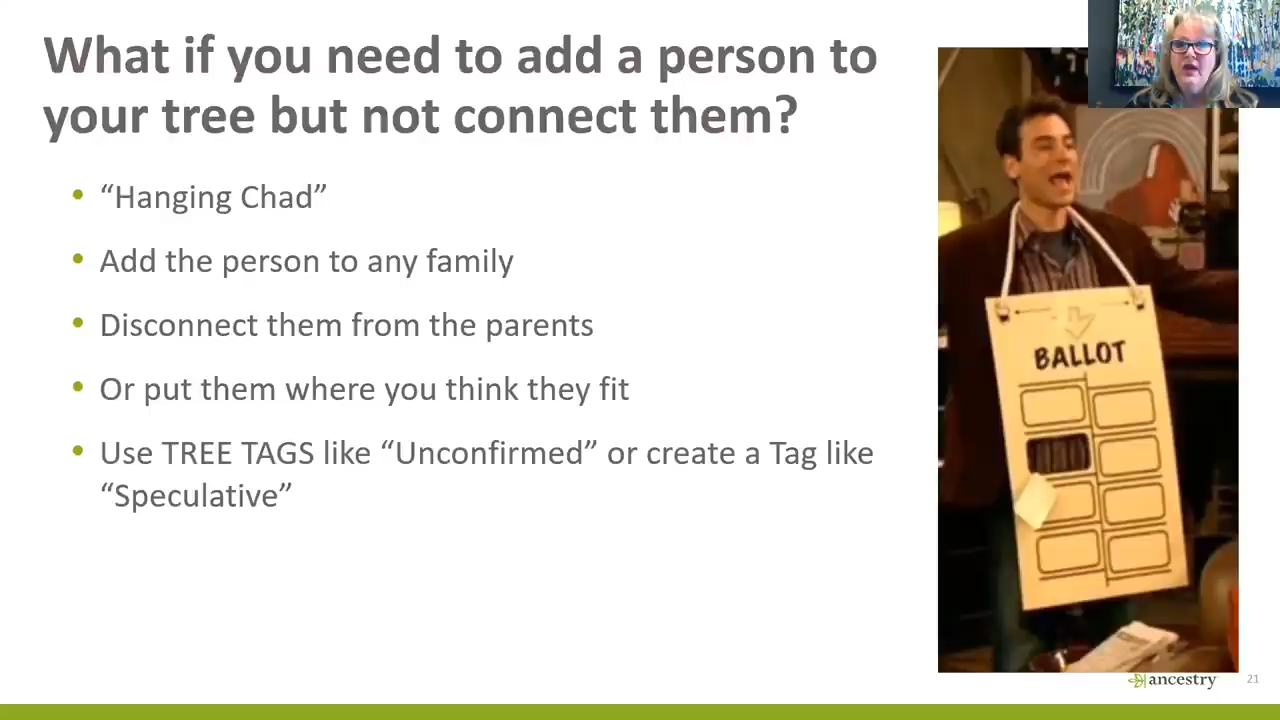 What if you need to add a person to
your tree but not connect them?
• “Hanging Chad”
• Add the person to any family
• Disconnect them from the parents
• Or put them where you think they fit
• Use TREE TAGS like “Unconfirmed” or create a Tag like
“Speculative”
BALLOT
ancestry
21